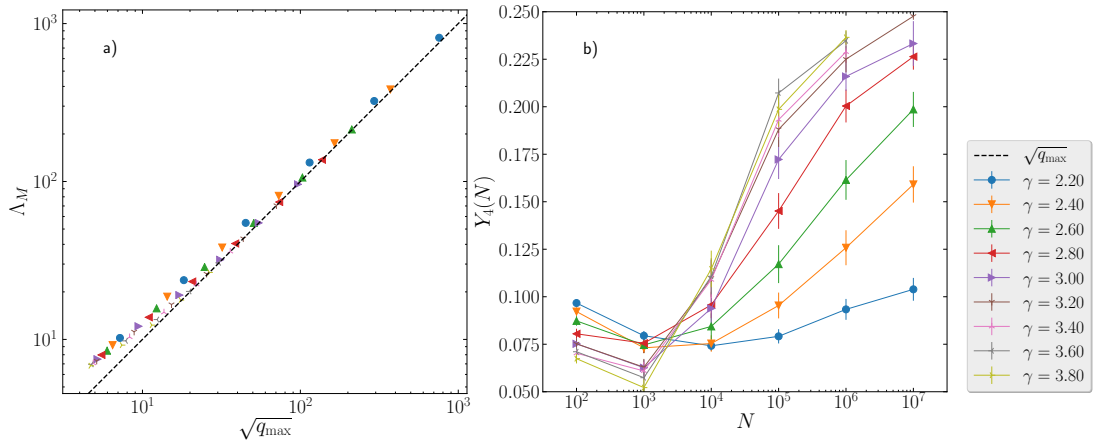 a)
10³
10²
10¹
Λ_M
10¹ 10² 10³
√q_max
b)
0.250
0.225
0.200
0.175
0.150
0.125
0.100
0.075
0.050
Y₄(N)
10² 10³ 10⁴ 10⁵ 10⁶ 10⁷
N
√q_max
γ = 2.20
γ = 2.40
γ = 2.60
γ = 2.80
γ = 3.00
γ = 3.20
γ = 3.40
γ = 3.60
γ = 3.80